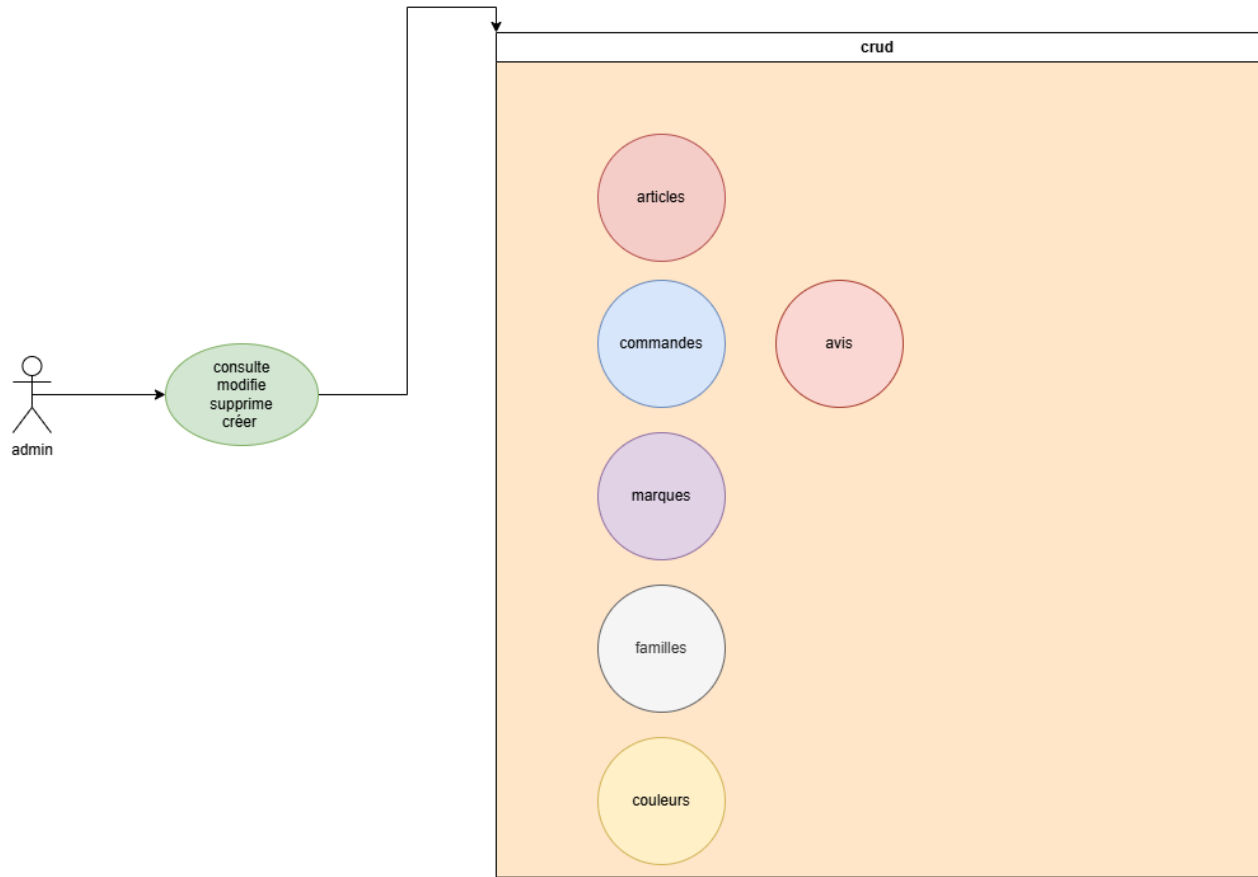 crud
articles
commandes
avis
consulte
modifie
supprime
créer
admin
marques
familles
couleurs